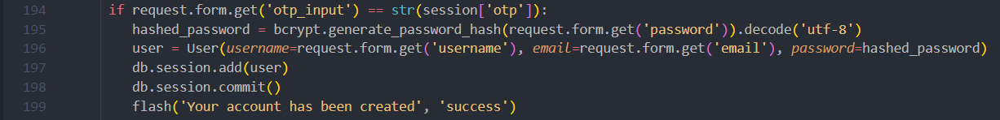 194 if request.form.get('otp_input') == str(session['otp']):
195 hashed_password = bcrypt.generate_password_hash(request.form.get('password')).decode('utf-8')
196 user = User(username=request.form.get('username'), email=request.form.get('email'), password=hashed_password)
197 db.session.add(user)
198 db.session.commit()
199 flash('Your account has been created', 'success')